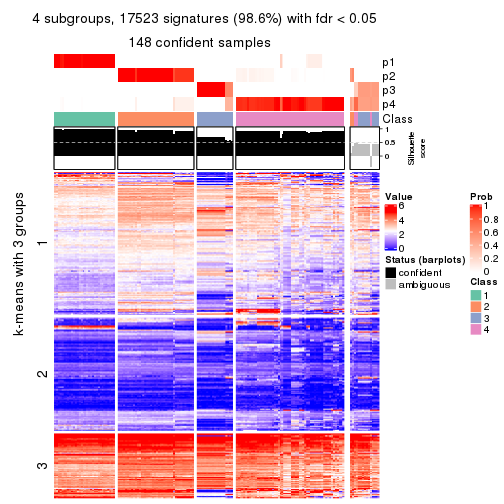 4 subgroups, 17523 signatures (98.6%) with fdr < 0.05
148 confident samples
p1
p2
p3
p4
Class
1
0.5
0
Silhouette
score
k-means with 3 groups
1
2
3
Value
6
4
2
0
Status (barplots)
confident
ambiguous
Prob
1
0.8
0.6
0.4
0.2
0
Class
1
2
3
4